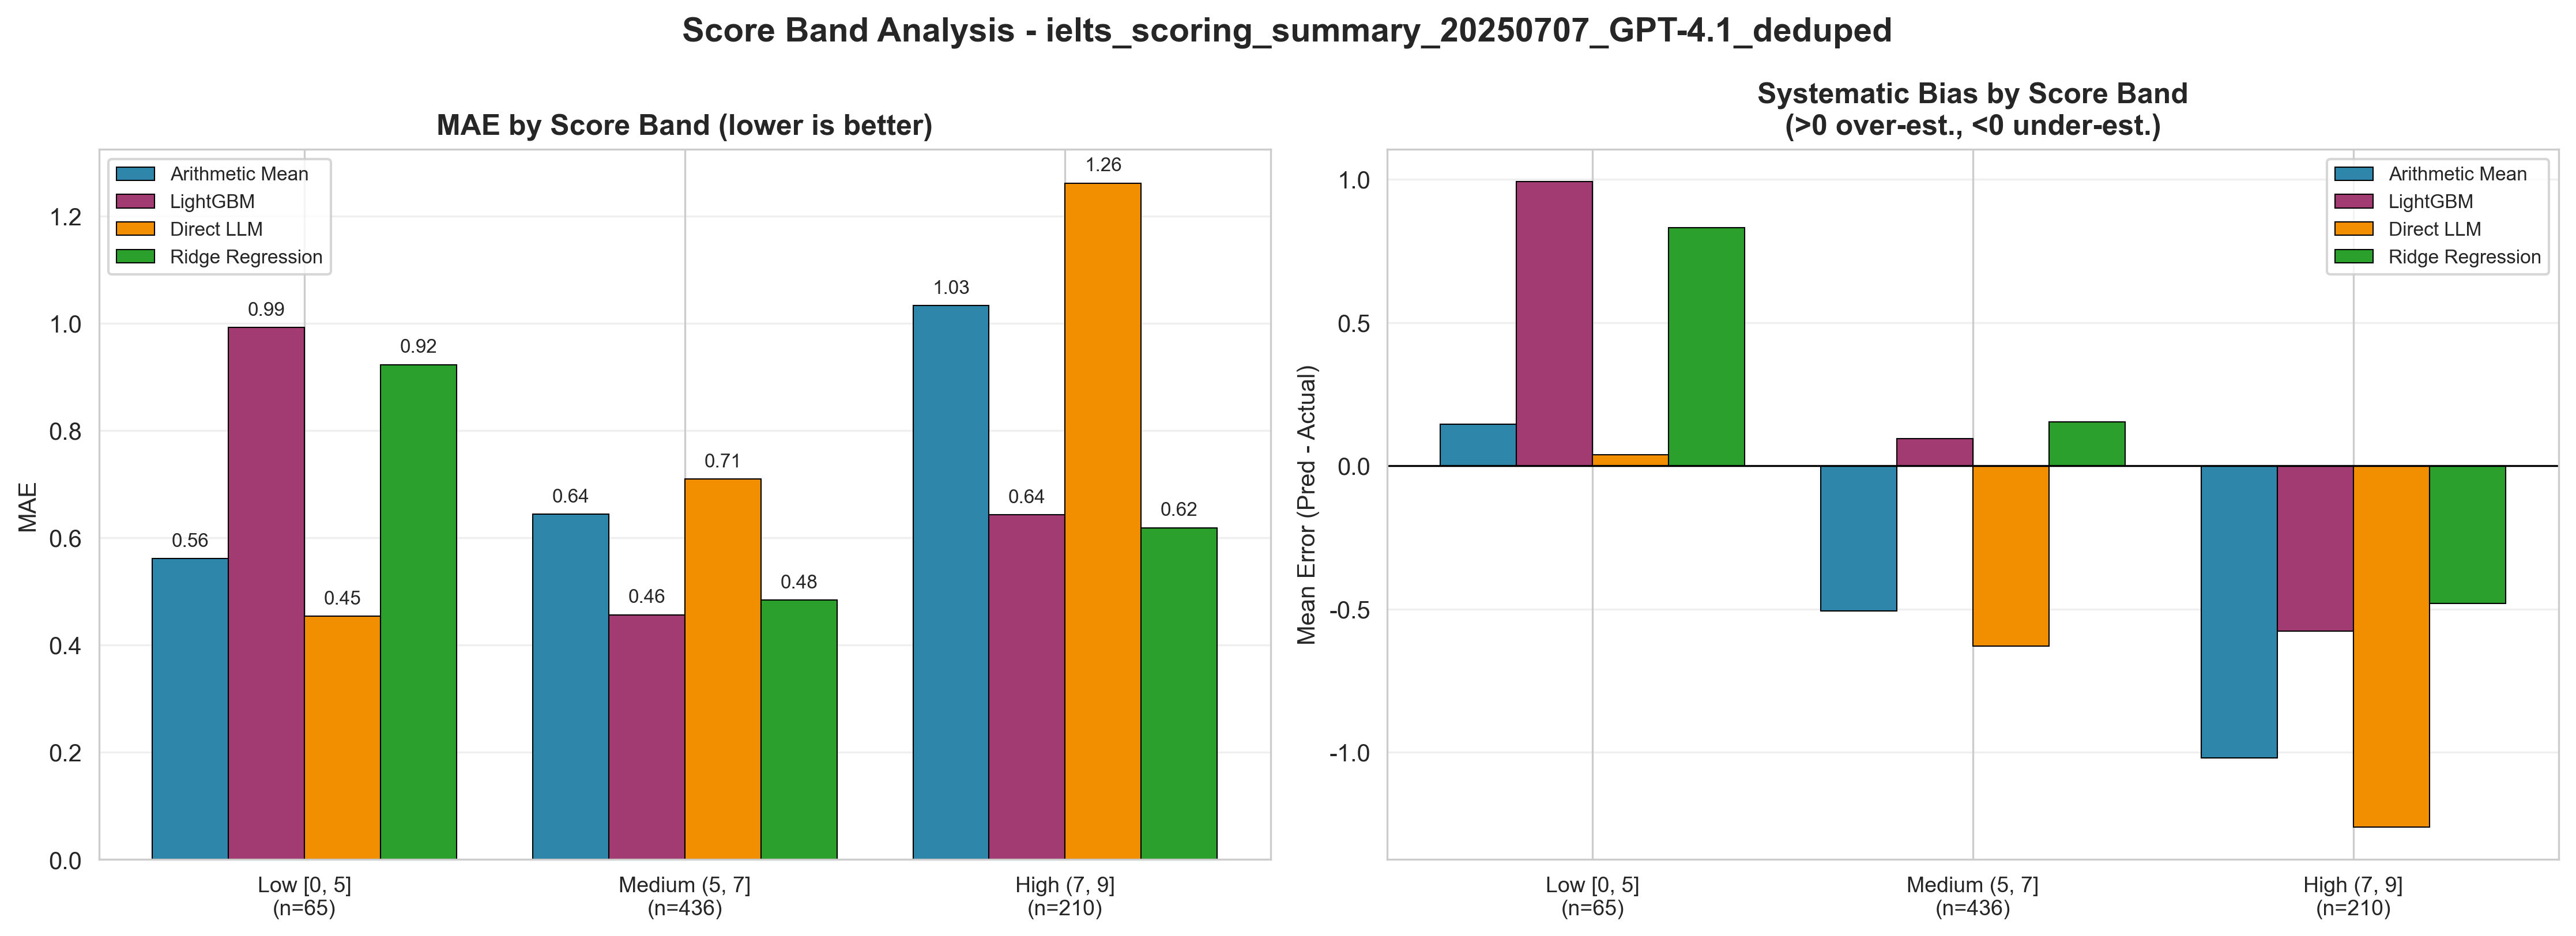 Score Band Analysis - ielts_scoring_summary_20250707_GPT-4.1_deduped
MAE by Score Band (lower is better)
Arithmetic Mean
LightGBM
Direct LLM
Ridge Regression
MAE
1.2
1.0
0.8
0.6
0.4
0.2
0.0
0.56
0.99
0.45
0.92
0.64
0.46
0.71
0.48
1.03
0.64
1.26
0.62
Low [0, 5]
(n=65)
Medium (5, 7]
(n=436)
High (7, 9]
(n=210)
Systematic Bias by Score Band
(>0 over-est., <0 under-est.)
Arithmetic Mean
LightGBM
Direct LLM
Ridge Regression
Mean Error (Pred - Actual)
1.0
0.5
0.0
-0.5
-1.0
Low [0, 5]
(n=65)
Medium (5, 7]
(n=436)
High (7, 9]
(n=210)